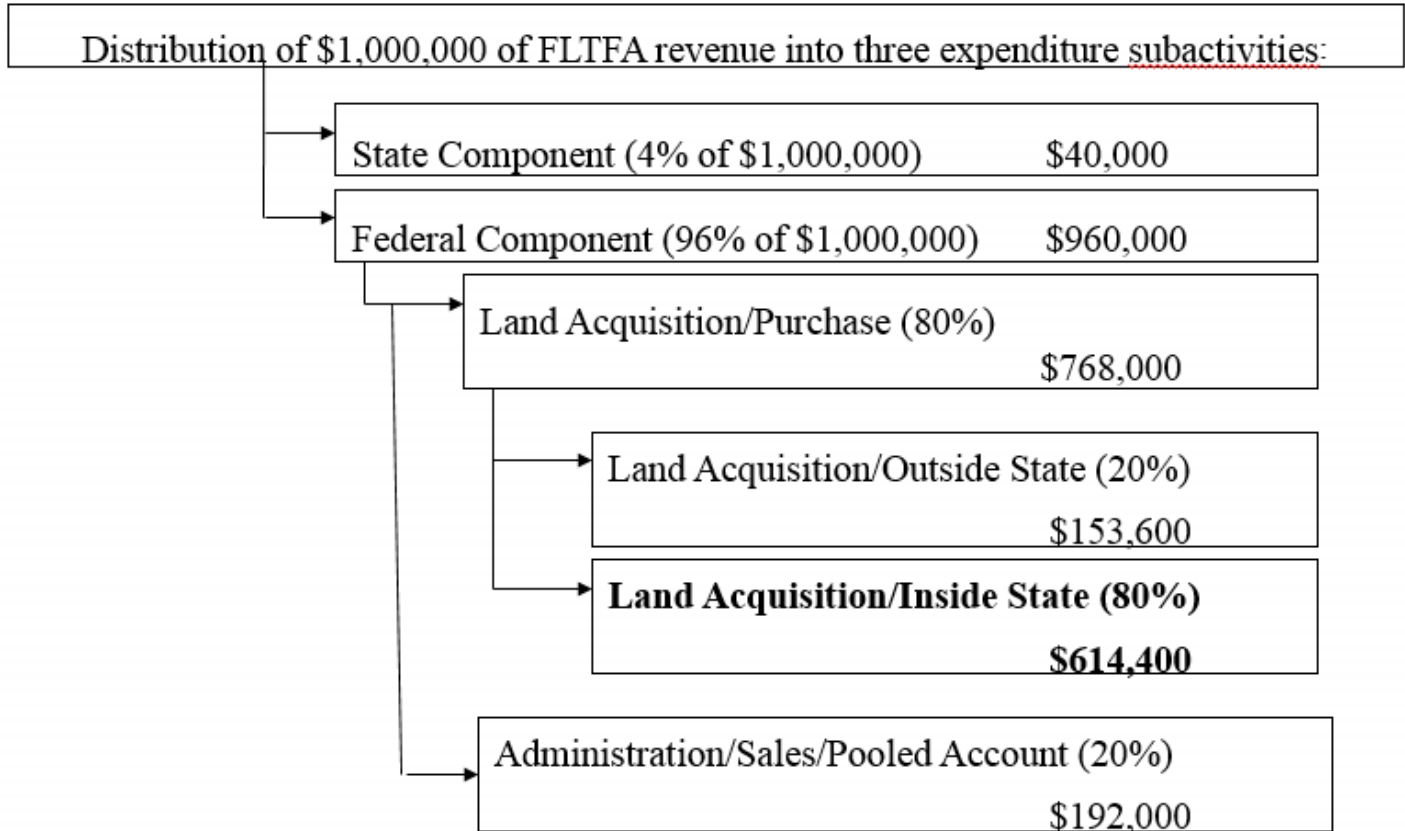 Distribution of $1,000,000 of FLTFA revenue into three expenditure subactivities:
State Component (4% of $1,000,000) $40,000
Federal Component (96% of $1,000,000) $960,000
Land Acquisition/Purchase (80%)
$768,000
Land Acquisition/Outside State (20%)
$153,600
Land Acquisition/Inside State (80%)
$614,400
Administration/Sales/Pooled Account (20%)
$192,000